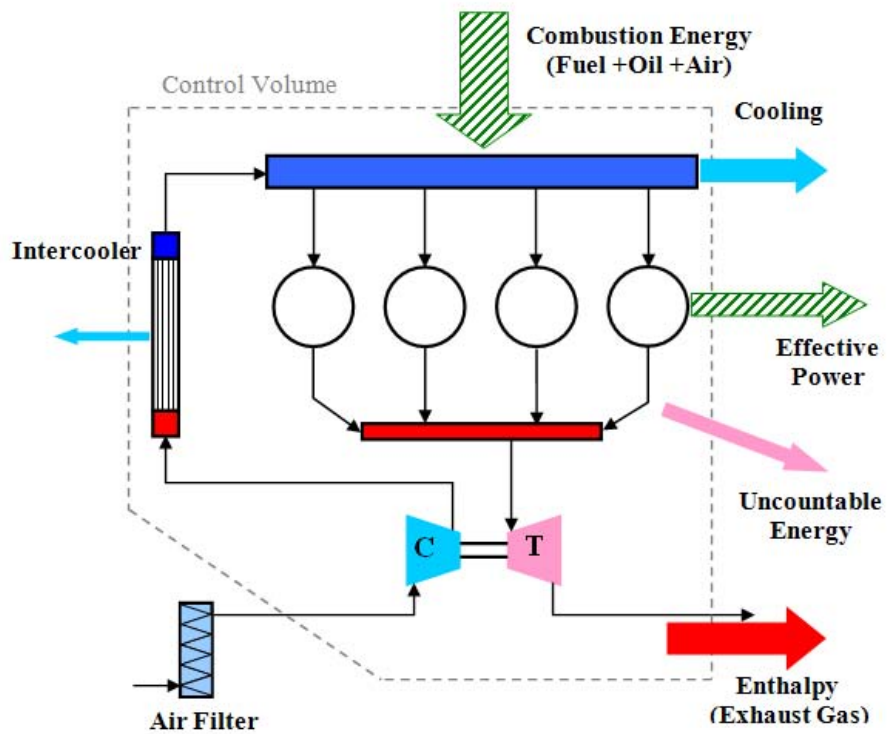 Combustion Energy
(Fuel +Oil +Air)
Control Volume
Cooling
Intercooler
Effective
Power
Uncountable
Energy
C
T
Enthalpy
(Exhaust Gas)
Air Filter